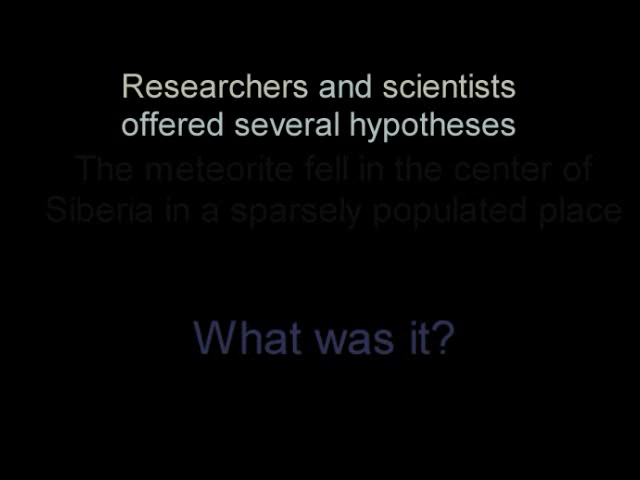 Researchers and scientists
offered several hypotheses
The meteorite fell in the center of
Siberia in a sparsely populated place
What was it?